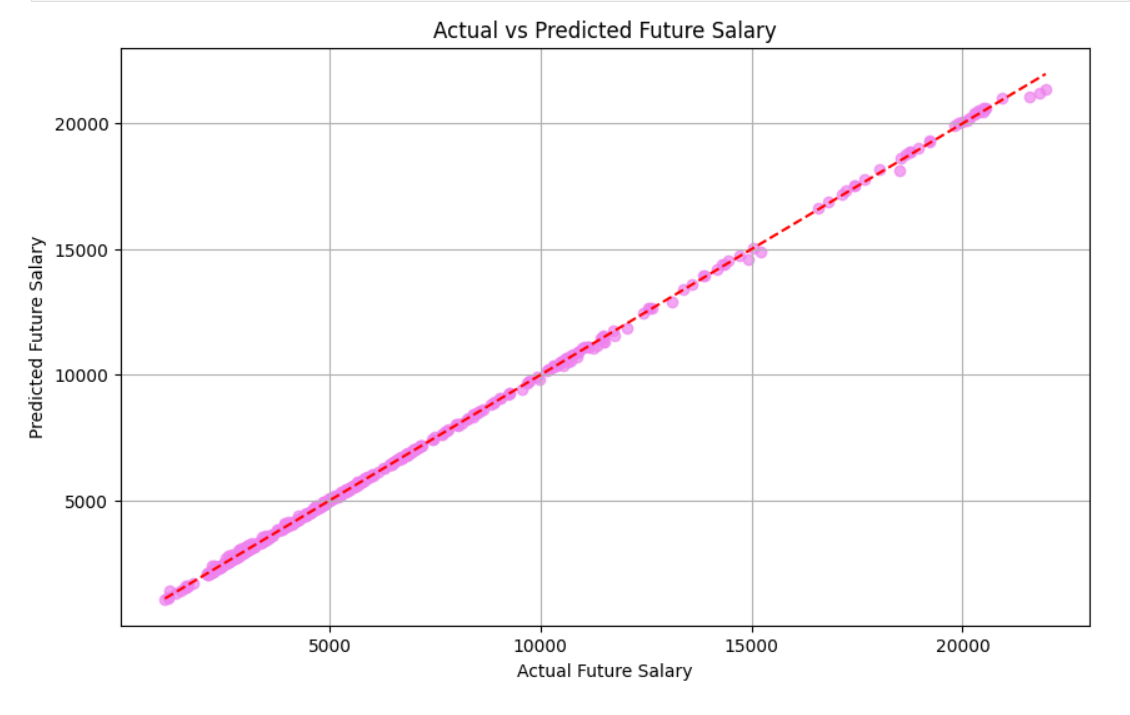 Actual vs Predicted Future Salary
20000
15000
10000
5000
Predicted Future Salary
5000
10000
15000
20000
Actual Future Salary